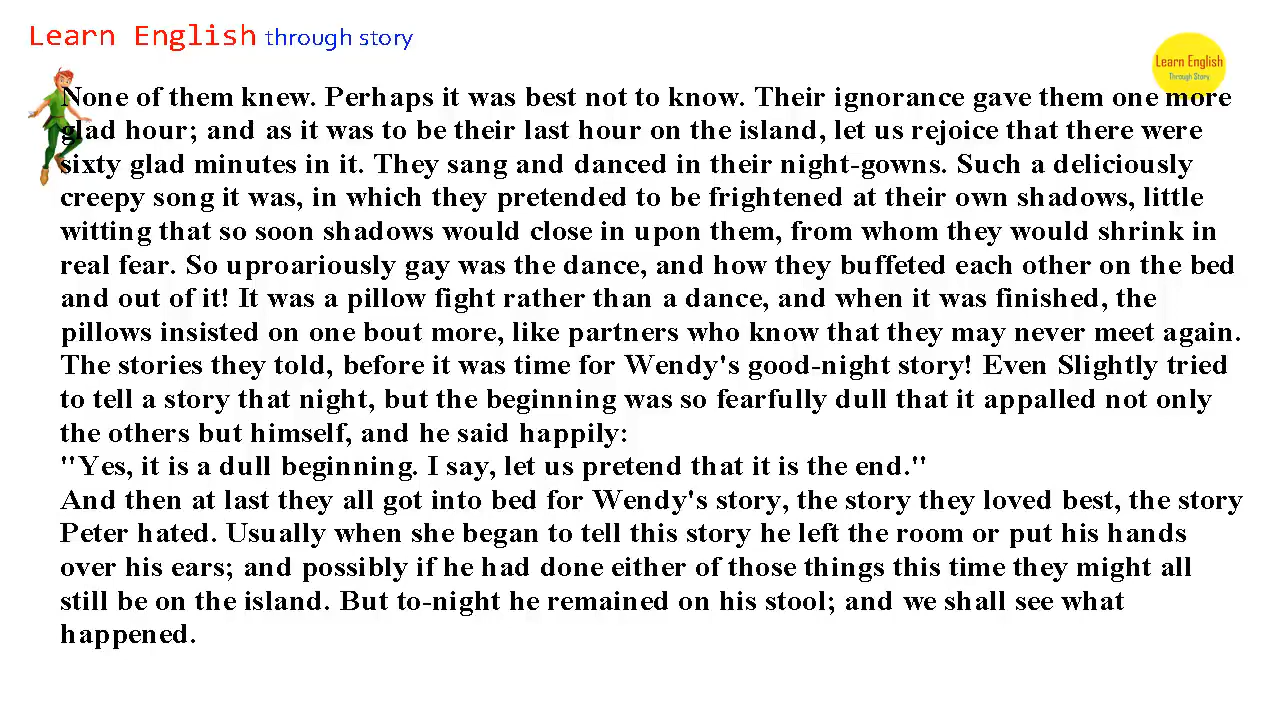 Learn English through story
Learn English
Through Story
None of them knew. Perhaps it was best not to know. Their ignorance gave them one more
glad hour; and as it was to be their last hour on the island, let us rejoice that there were
sixty glad minutes in it. They sang and danced in their night-gowns. Such a deliciously
creepy song it was, in which they pretended to be frightened at their own shadows, little
witting that so soon shadows would close in upon them, from whom they would shrink in
real fear. So uproariously gay was the dance, and how they buffeted each other on the bed
and out of it! It was a pillow fight rather than a dance, and when it was finished, the
pillows insisted on one bout more, like partners who know that they may never meet again.
The stories they told, before it was time for Wendy's good-night story! Even Slightly tried
to tell a story that night, but the beginning was so fearfully dull that it appalled not only
the others but himself, and he said happily:
"Yes, it is a dull beginning. I say, let us pretend that it is the end."
And then at last they all got into bed for Wendy's story, the story they loved best, the story
Peter hated. Usually when she began to tell this story he left the room or put his hands
over his ears; and possibly if he had done either of those things this time they might all
still be on the island. But to-night he remained on his stool; and we shall see what
happened.